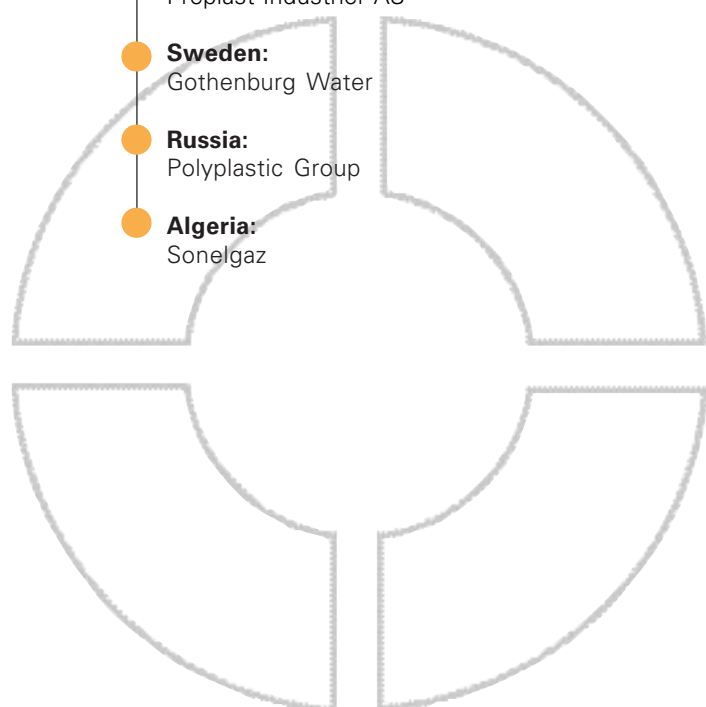 Sweden:
Gothenburg Water
Russia:
Polyplastic Group
Algeria:
Sonelgaz